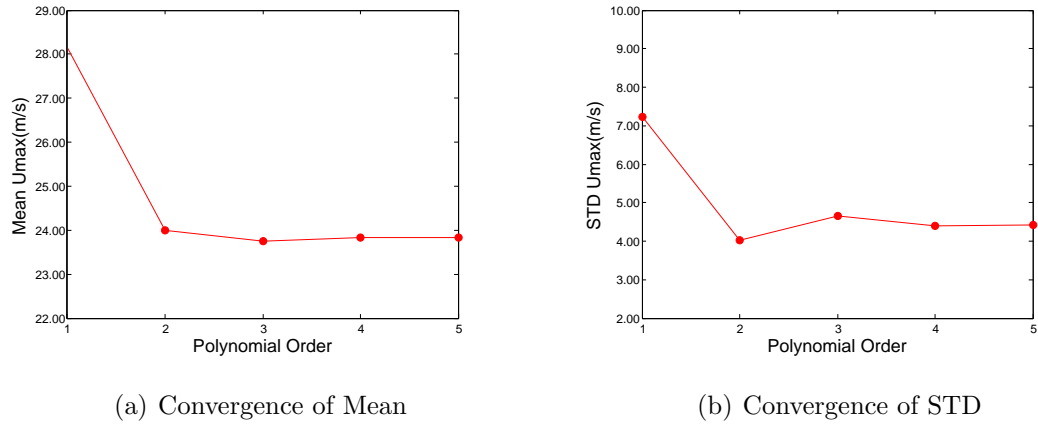 29.00
28.00
27.00
26.00
25.00
24.00
23.00
22.00
Mean Umax(m/s)
1 2 3 4 5
Polynomial Order
(a) Convergence of Mean
10.00
9.00
8.00
7.00
6.00
5.00
4.00
3.00
2.00
STD Umax(m/s)
1 2 3 4 5
Polynomial Order
(b) Convergence of STD